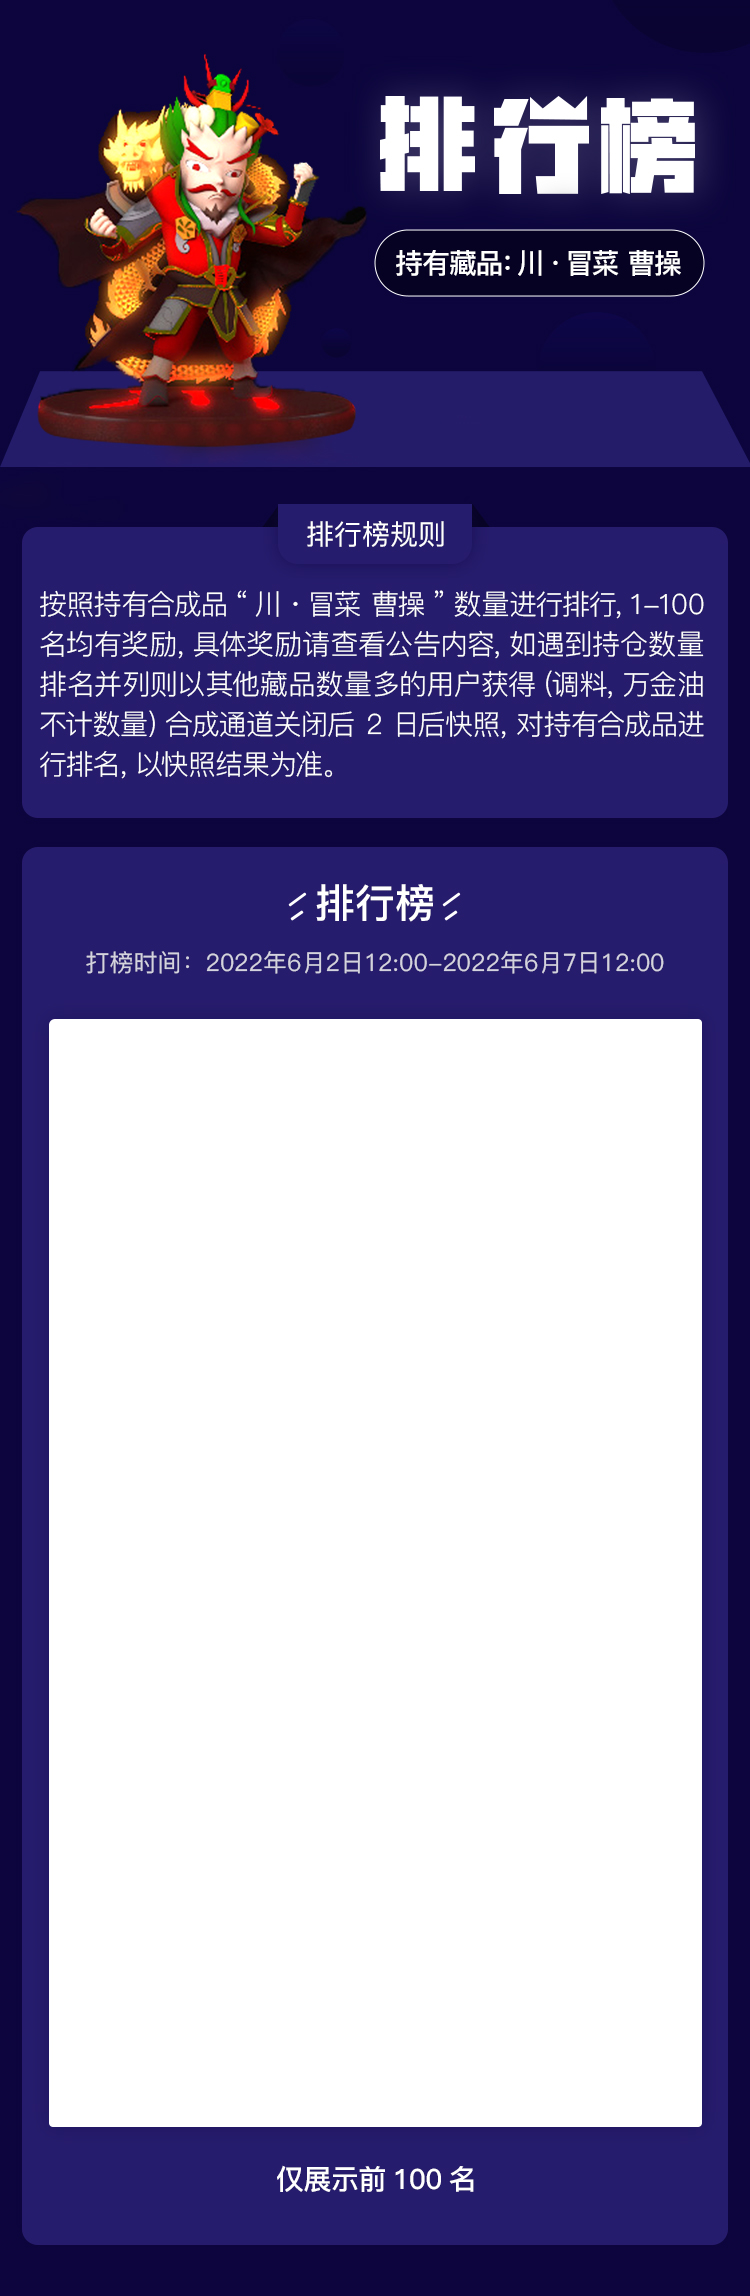 排行榜
持有藏品: 川 · 冒菜 曹操
排行榜规则
按照持有合成品 “ 川 · 冒菜 曹操 ” 数量进行排行, 1-100
名均有奖励, 具体奖励请查看公告内容, 如遇到持仓数量
排名并列则以其他藏品数量多的用户获得 (调料, 万金油
不计数量) 合成通道关闭后 2 日后快照, 对持有合成品进
行排名, 以快照结果为准。
排行榜
打榜时间：2022年6月2日12:00-2022年6月7日12:00
仅展示前 100 名